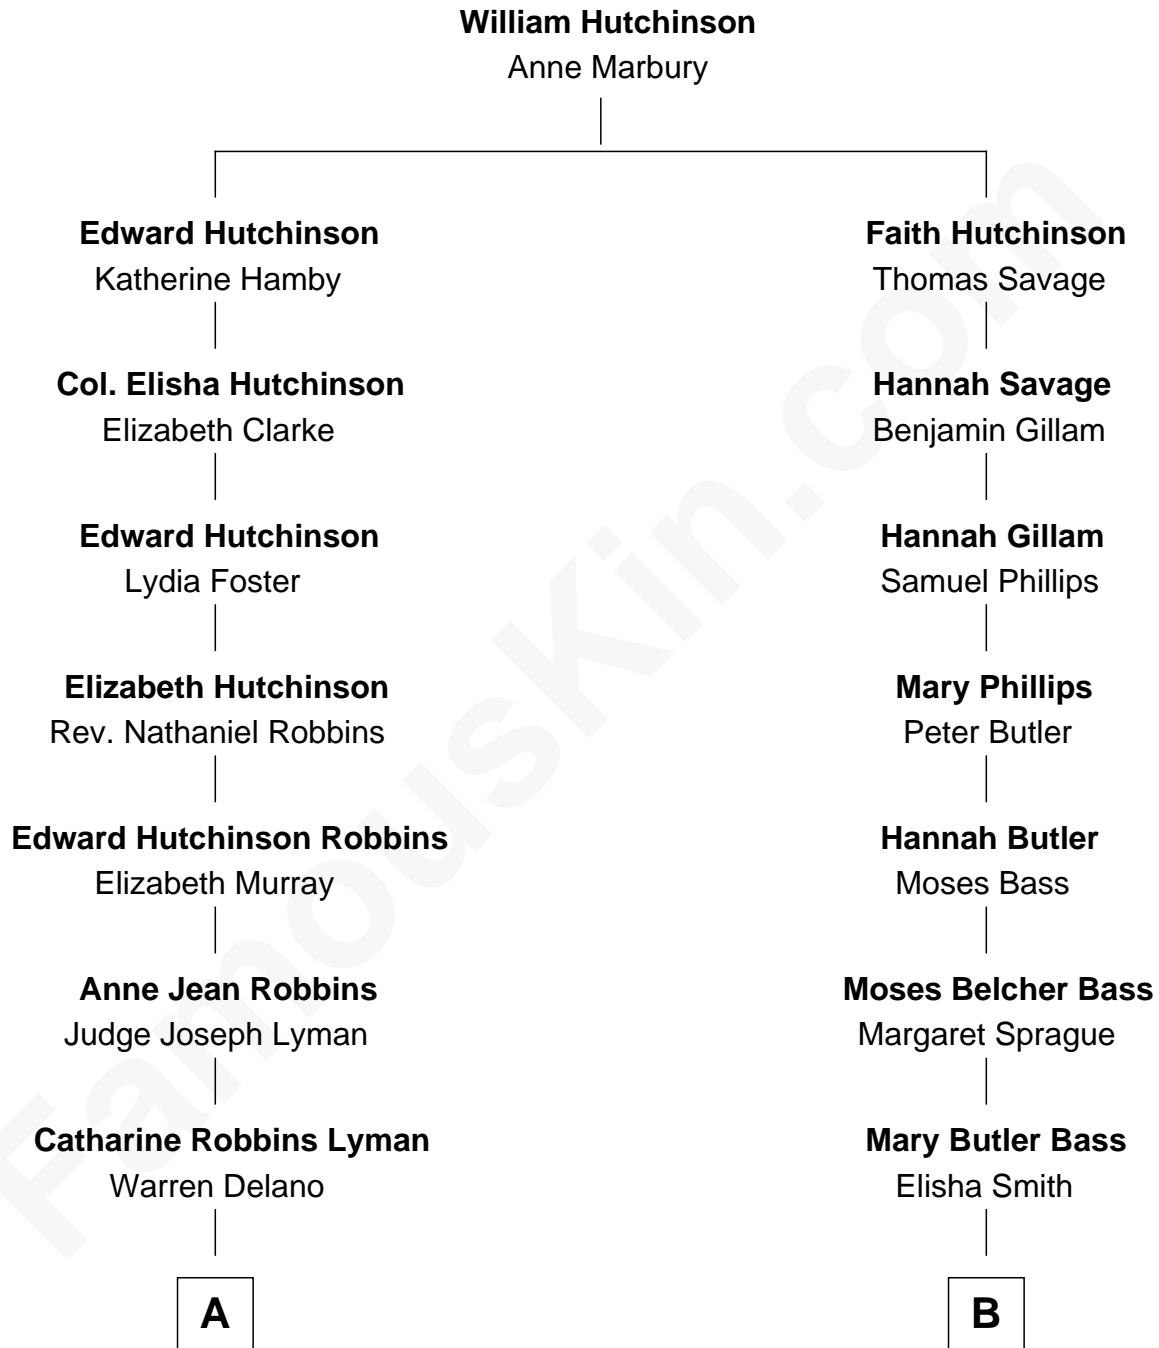 William Hutchinson
Anne Marbury
Edward Hutchinson
Katherine Hamby
Faith Hutchinson
Thomas Savage
Col. Elisha Hutchinson
Elizabeth Clarke
Hannah Savage
Benjamin Gillam
Edward Hutchinson
Lydia Foster
Hannah Gillam
Samuel Phillips
Elizabeth Hutchinson
Rev. Nathaniel Robbins
Mary Phillips
Peter Butler
Edward Hutchinson Robbins
Elizabeth Murray
Hannah Butler
Moses Bass
Anne Jean Robbins
Judge Joseph Lyman
Moses Belcher Bass
Margaret Sprague
Catharine Robbins Lyman
Warren Delano
Mary Butler Bass
Elisha Smith
A
B
FamousKin.com